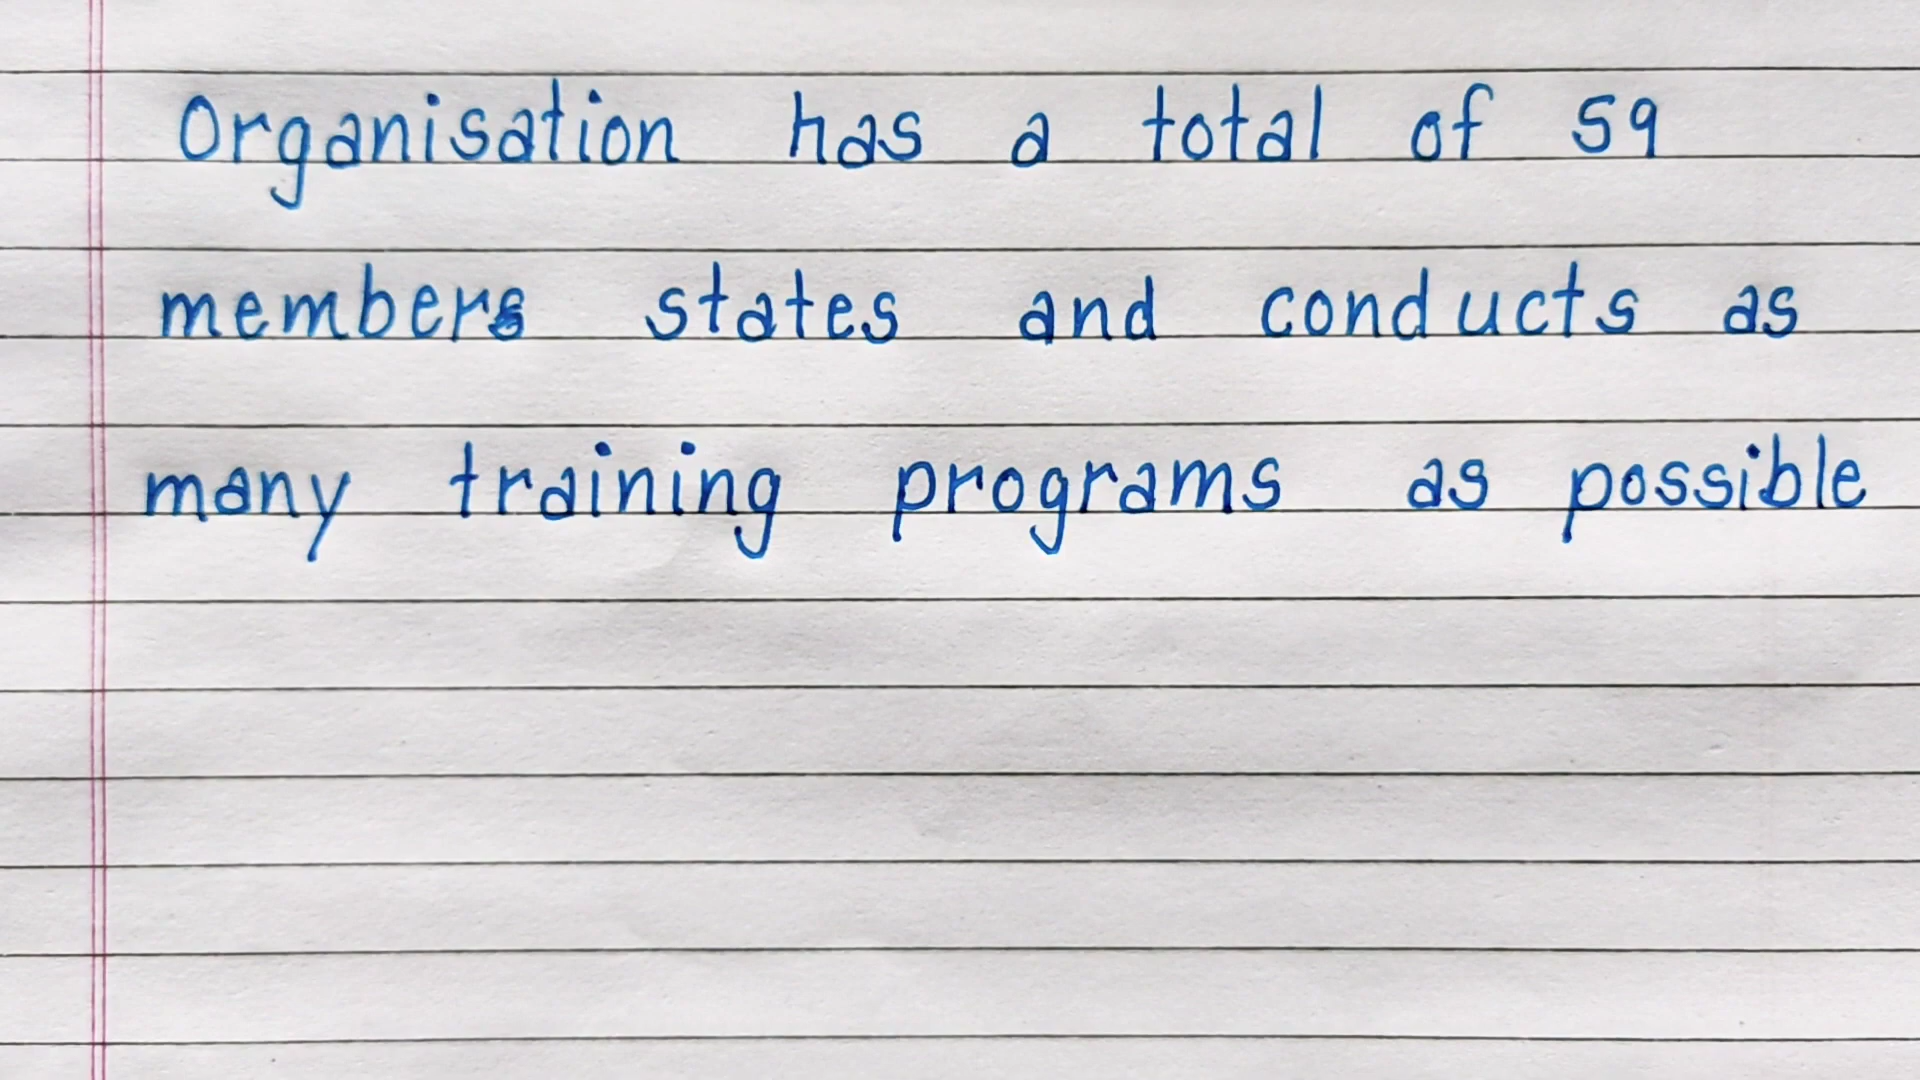 Organisation has a total of 59
members states and conducts as
many training programs as possible